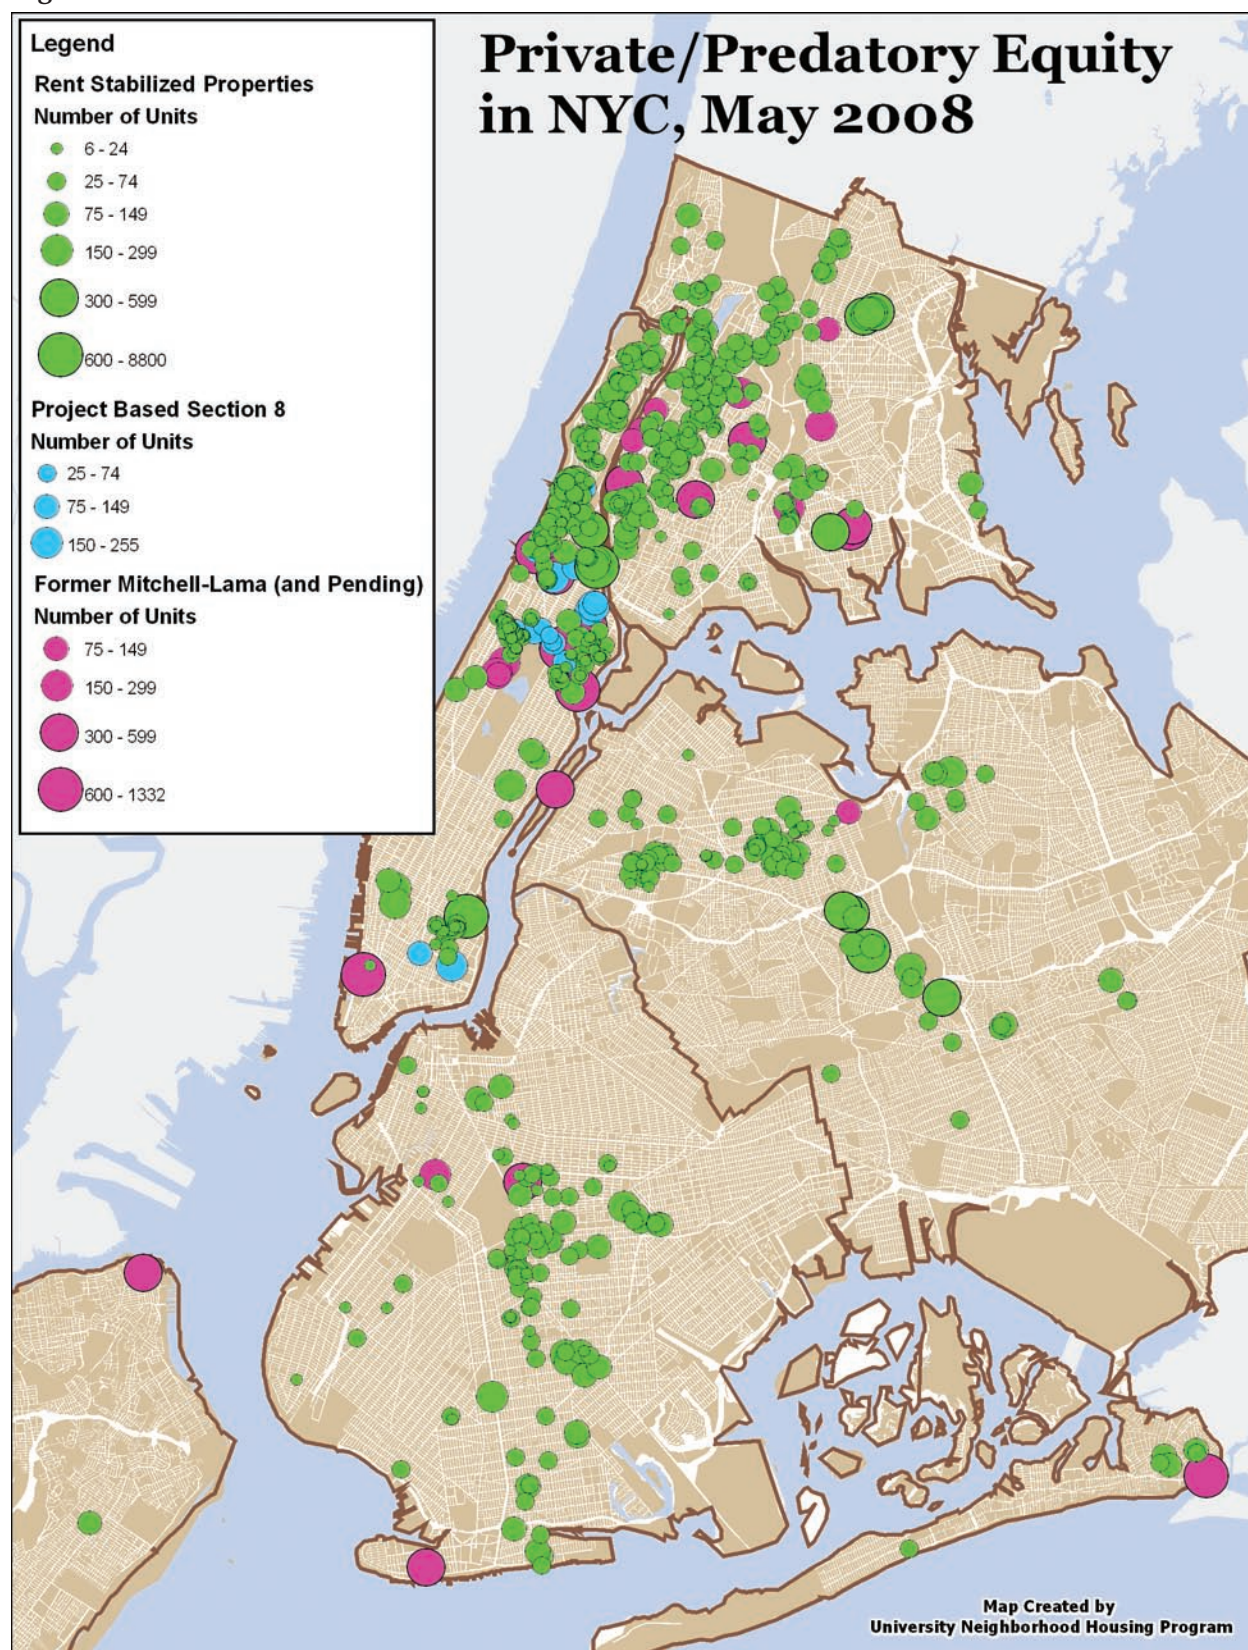 Private/Predatory Equity
in NYC, May 2008
Legend
Rent Stabilized Properties
Number of Units
6 - 24
25 - 74
75 - 149
150 - 299
300 - 599
600 - 8800
Project Based Section 8
Number of Units
25 - 74
75 - 149
150 - 255
Former Mitchell-Lama (and Pending)
Number of Units
75 - 149
150 - 299
300 - 599
600 - 1332
Map Created by
University Neighborhood Housing Program